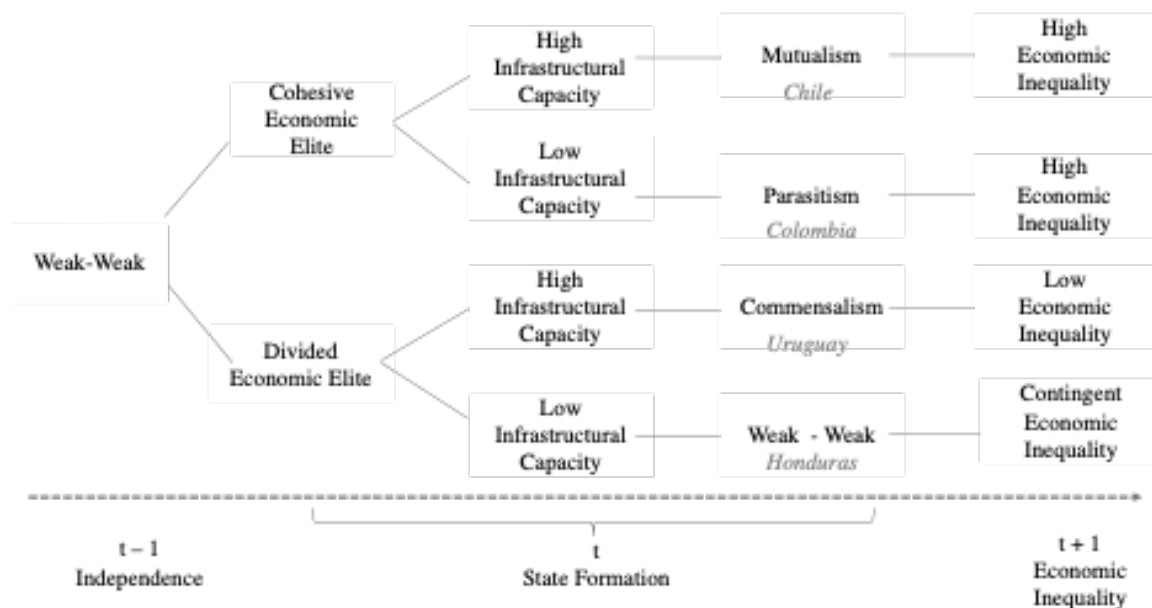 Weak-Weak
Cohesive
Economic
Elite
Divided
Economic Elite
High
Infrastructural
Capacity
Low
Infrastructural
Capacity
High
Infrastructural
Capacity
Low
Infrastructural
Capacity
Mutualism
Chile
Parasitism
Colombia
Commensalism
Uruguay
Weak - Weak
Honduras
High
Economic
Inequality
High
Economic
Inequality
Low
Economic
Inequality
Contingent
Economic
Inequality
t – 1
Independence
t
State Formation
t + 1
Economic
Inequality